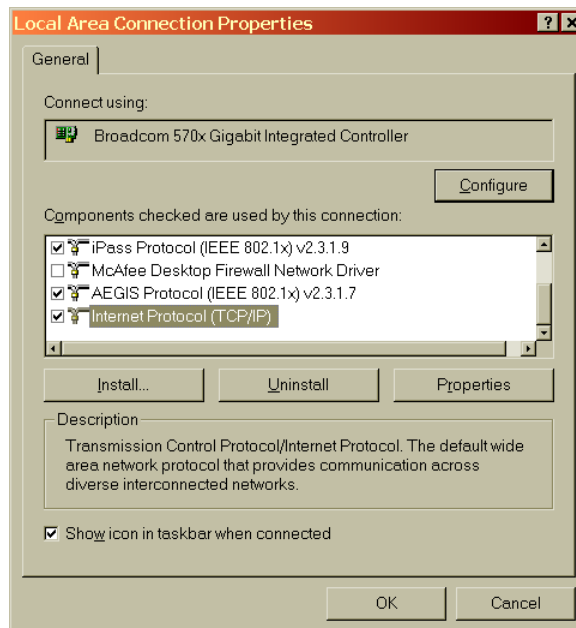 Local Area Connection Properties
General
Connect using:
Broadcom 570x Gigabit Integrated Controller
Configure
Components checked are used by this connection:
iPass Protocol (IEEE 802.1x) v2.3.1.9
McAfee Desktop Firewall Network Driver
AEGIS Protocol (IEEE 802.1x) v2.3.1.7
Internet Protocol (TCP/IP)
Install... Uninstall Properties
Description
Transmission Control Protocol/Internet Protocol. The default wide
area network protocol that provides communication across
diverse interconnected networks.
Show icon in taskbar when connected
OK Cancel